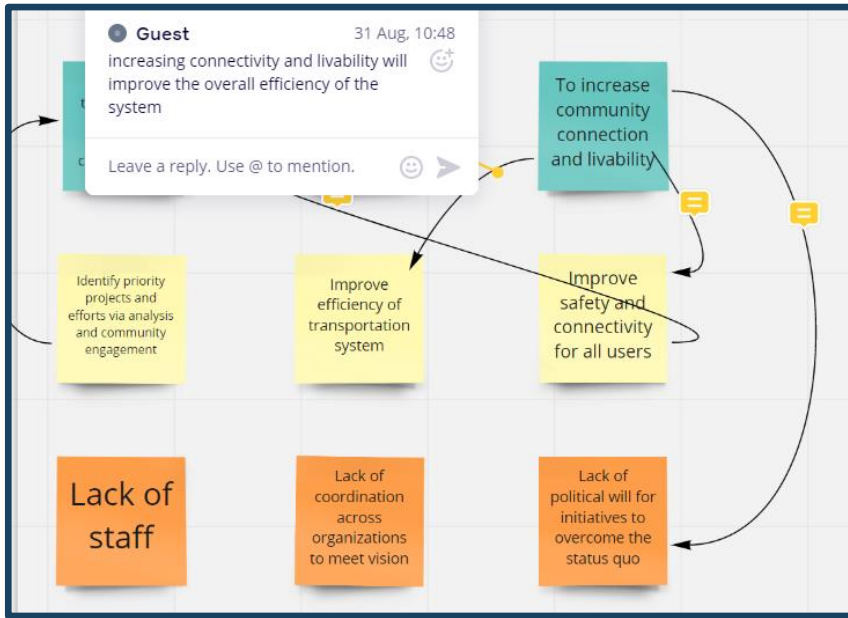 Guest 31 Aug, 10:48
increasing connectivity and livability will
improve the overall efficiency of the
system
Leave a reply. Use @ to mention.
To increase
community
connection
and livability
Identify priority
projects and
efforts via analysis
and community
engagement
Improve
efficiency of
transportation
system
Improve
safety and
connectivity
for all users
Lack of
staff
Lack of
coordination
across
organizations
to meet vision
Lack of
political will for
initiatives to
overcome the
status quo